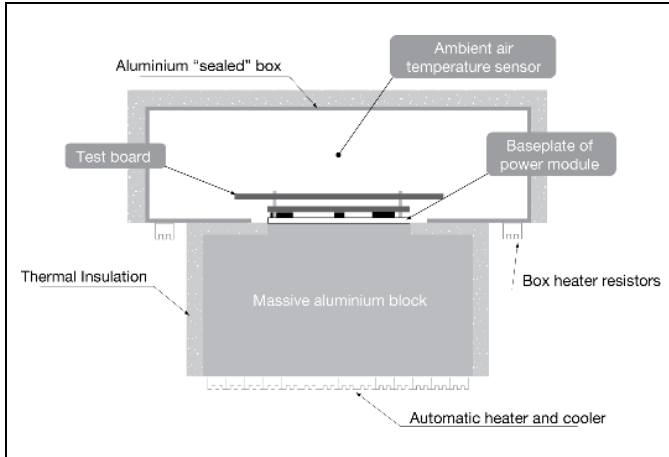 Ambient air
temperature sensor
Aluminium “sealed” box
Test board
Baseplate of
power module
Thermal Insulation
Massive aluminium block
Box heater resistors
Automatic heater and cooler